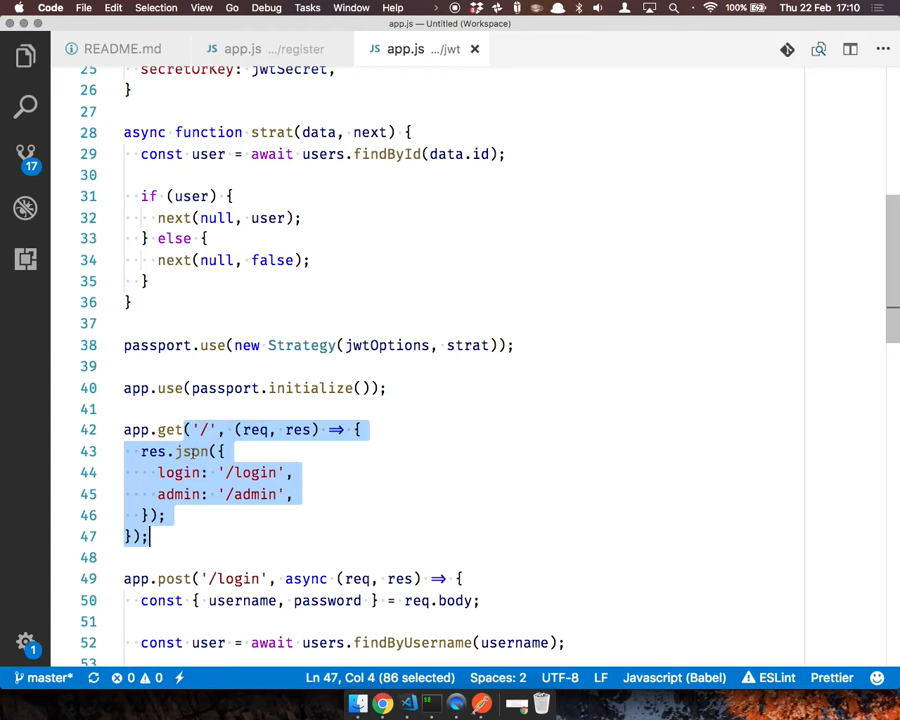 Code File Edit Selection View Go Debug Tasks Window Help 100% Thu 22 Feb 17:10
app.js — Untitled (Workspace)
README.md JS app.js .../register JS app.js .../jwt
25 secretOrKey: jwtSecret,
26 }
27
28 async function strat(data, next) {
29 const user = await users.findById(data.id);
30
31 if (user) {
32 next(null, user);
33 } else {
34 next(null, false);
35 }
36 }
37
38 passport.use(new Strategy(jwtOptions, strat));
39
40 app.use(passport.initialize());
41
42 app.get('/', (req, res) => {
43 res.json({
44 login: '/login',
45 admin: '/admin',
46 });
47 });
48
49 app.post('/login', async (req, res) => {
50 const { username, password } = req.body;
51
52 const user = await users.findByUsername(username);
53
17
1
master* 0 0 Ln 47, Col 4 (86 selected) Spaces: 2 UTF-8 LF Javascript (Babel) ESLint Prettier